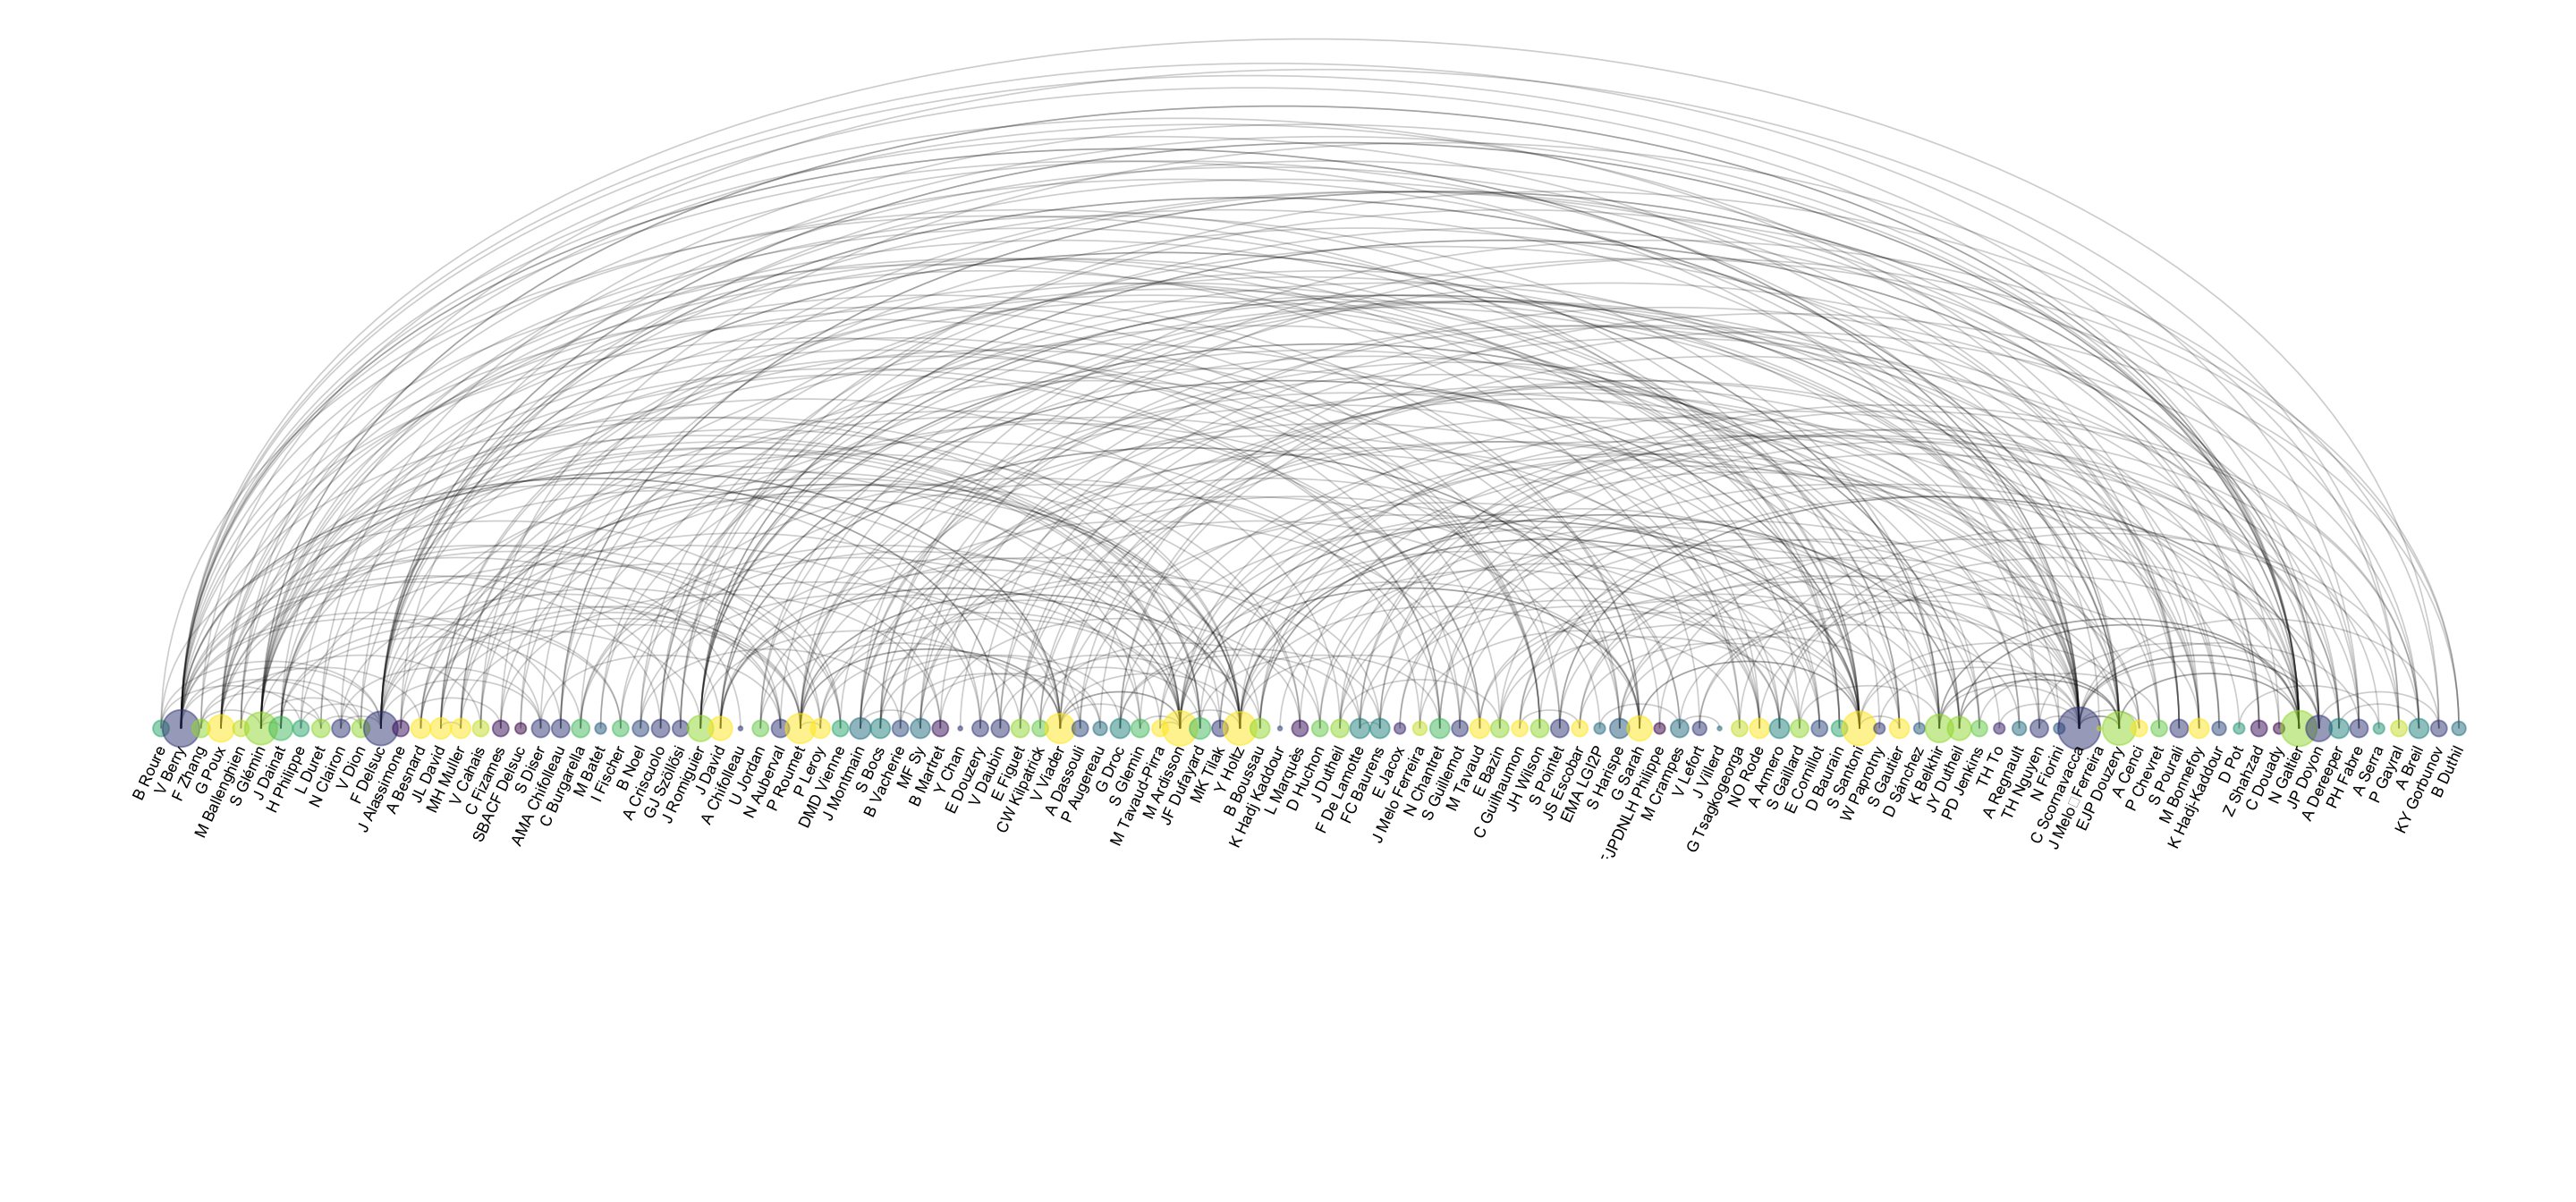 B Roure
V Berry
F Zhang
G Poux
M Ballenghien
S Glémin
J Dainat
H Philippe
L Duret
N Clairon
V Dion
F Delsuc
J Alassimone
A Besnard
JL David
MH Muller
V Cahais
C Fizames
SBACF Delsuc
S Diser
AMA Chifolleau
C Burgarella
M Batet
I Fischer
B Noel
A Criscuolo
GJ Szöllősi
J Romiguier
J David
A Chifolleau
U Jordan
N Auberval
P Roumet
P Leroy
DMD Vienne
J Montmain
S Bocs
B Vacherie
MF Sy
B Martret
Y Chan
E Douzery
V Daubin
E Figuet
CW Kilpatrick
V Viader
A Dassouli
P Augereau
G Droc
S Glemin
M Tavaud-Pirra
M Ardisson
JF Dufayard
MK Tilak
Y Holtz
B Boussau
K Hadj Kaddour
L Marquès
D Huchon
J Dutheil
F De Lamotte
FC Baurens
E Jacox
J Melo Ferreira
N Chantret
S Guillemot
M Tavaud
E Bazin
C Guilhaumon
JH Wilson
S Pointet
JS Escobar
EMA LGI2P
S Harispe
G Sarah
JPDNLH Philippe
M Crampes
V Lefort
J Villerd
G Tsagkogeorga
NO Rode
A Armero
S Gaillard
E Cornillot
D Baurain
S Santoni
W Paprotny
S Gautier
D Sánchez
K Belkhir
JY Dutheil
PD Jenkins
TH To
A Regnault
TH Nguyen
N Fiorini
C Scornavacca
J Melo□Ferreira
EJP Douzery
A Cenci
P Chevret
S Pourali
M Bonnefoy
K Hadj-Kaddour
D Pot
Z Shahzad
C Douady
N Galtier
JP Doyon
A Dereeper
PH Fabre
A Serra
P Gayral
A Breil
KY Gorbunov
B Duthil